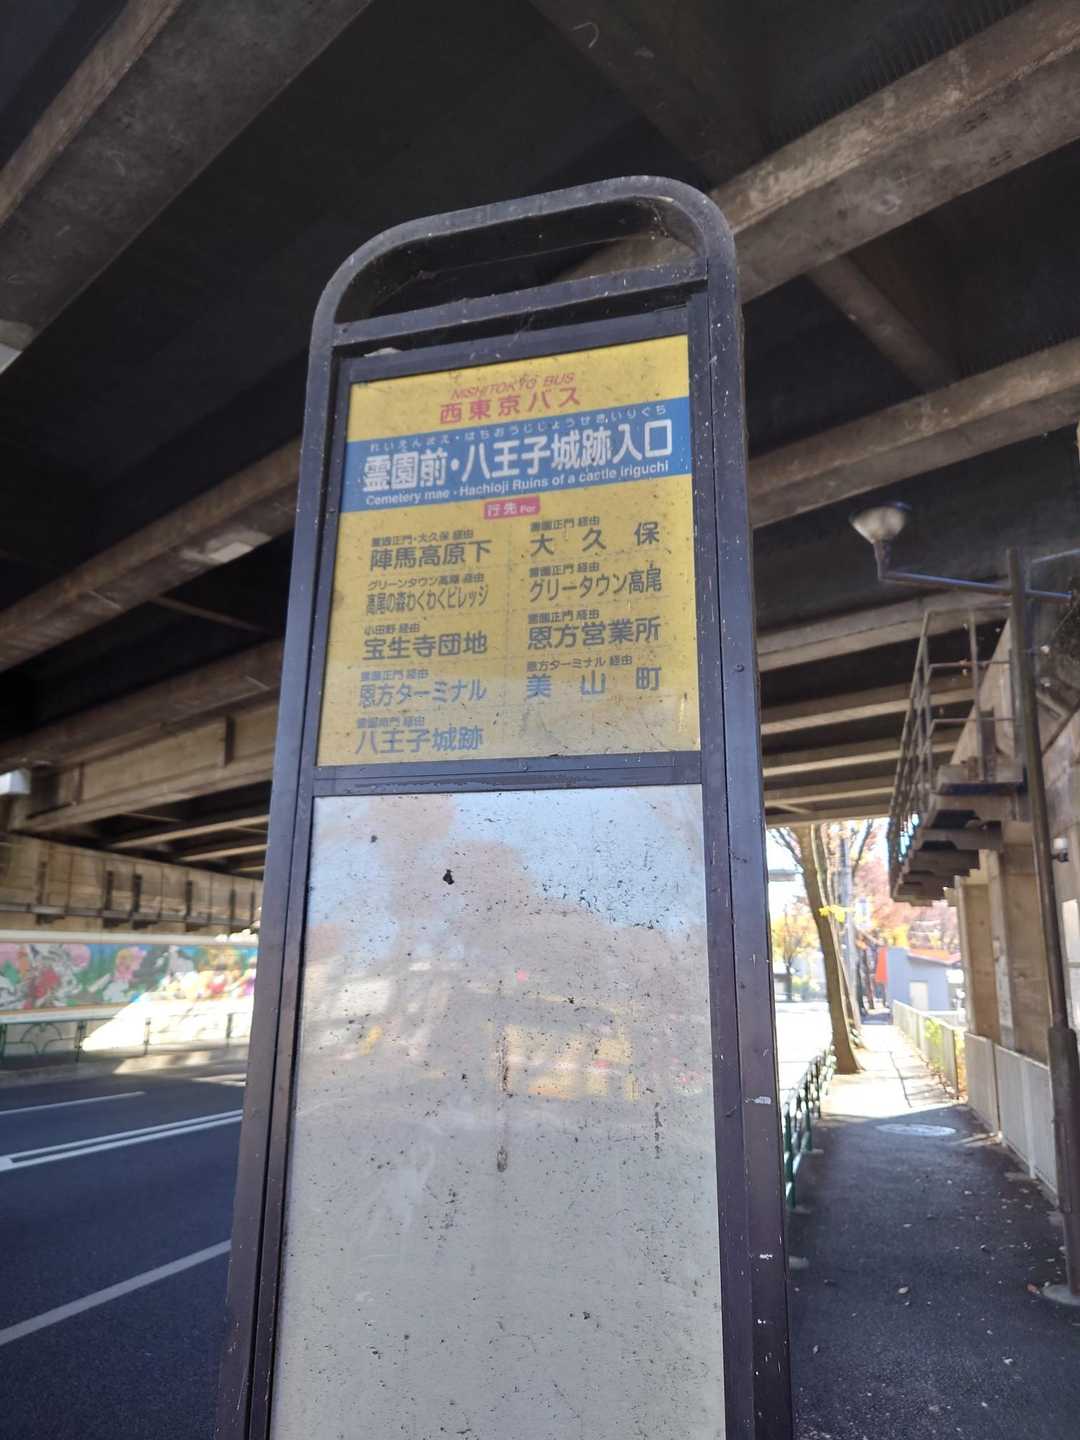 NISHITOKYO BUS
西東京バス
れいえんまえ・はちおうじじょうせきいりぐち
霊園前・八王子城跡入口
Cemetery mae・Hachioji Ruins of a castle iriguchi
行先 For
霊園正門・大久保 経由
陣馬高原下
グリーンタウン高尾 経由
高尾の森わくわくビレッジ
小田野 経由
宝生寺団地
霊園正門 経由
恩方ターミナル
霊園南門 経由
八王子城跡
霊園正門 経由
大久保
霊園正門 経由
グリータウン高尾
霊園正門 経由
恩方営業所
恩方ターミナル 経由
美山町